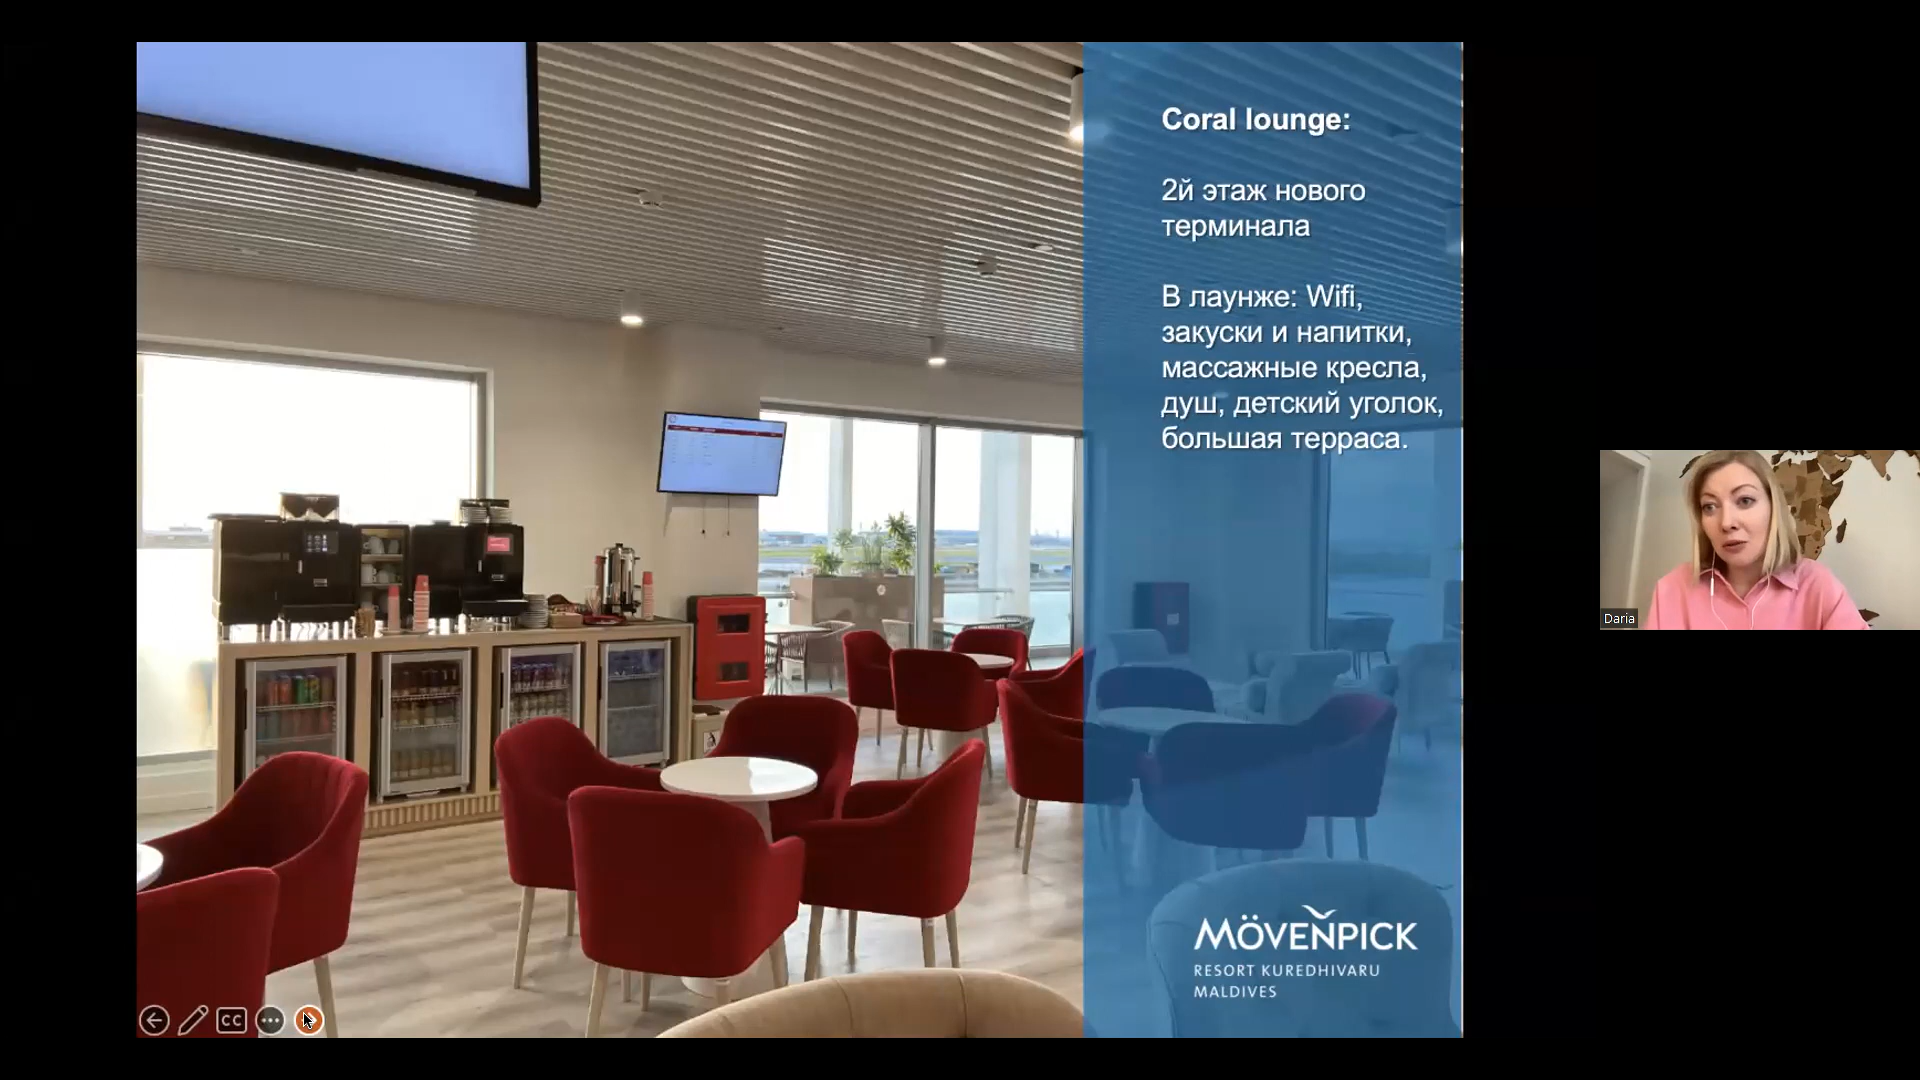 Coral lounge:
2й этаж нового
терминала
В лаунже: Wifi,
закуски и напитки,
массажные кресла,
душ, детский уголок,
большая терраса.
MÖVENPICK
RESORT KUREDHIVARU
MALDIVES
Daria
CC